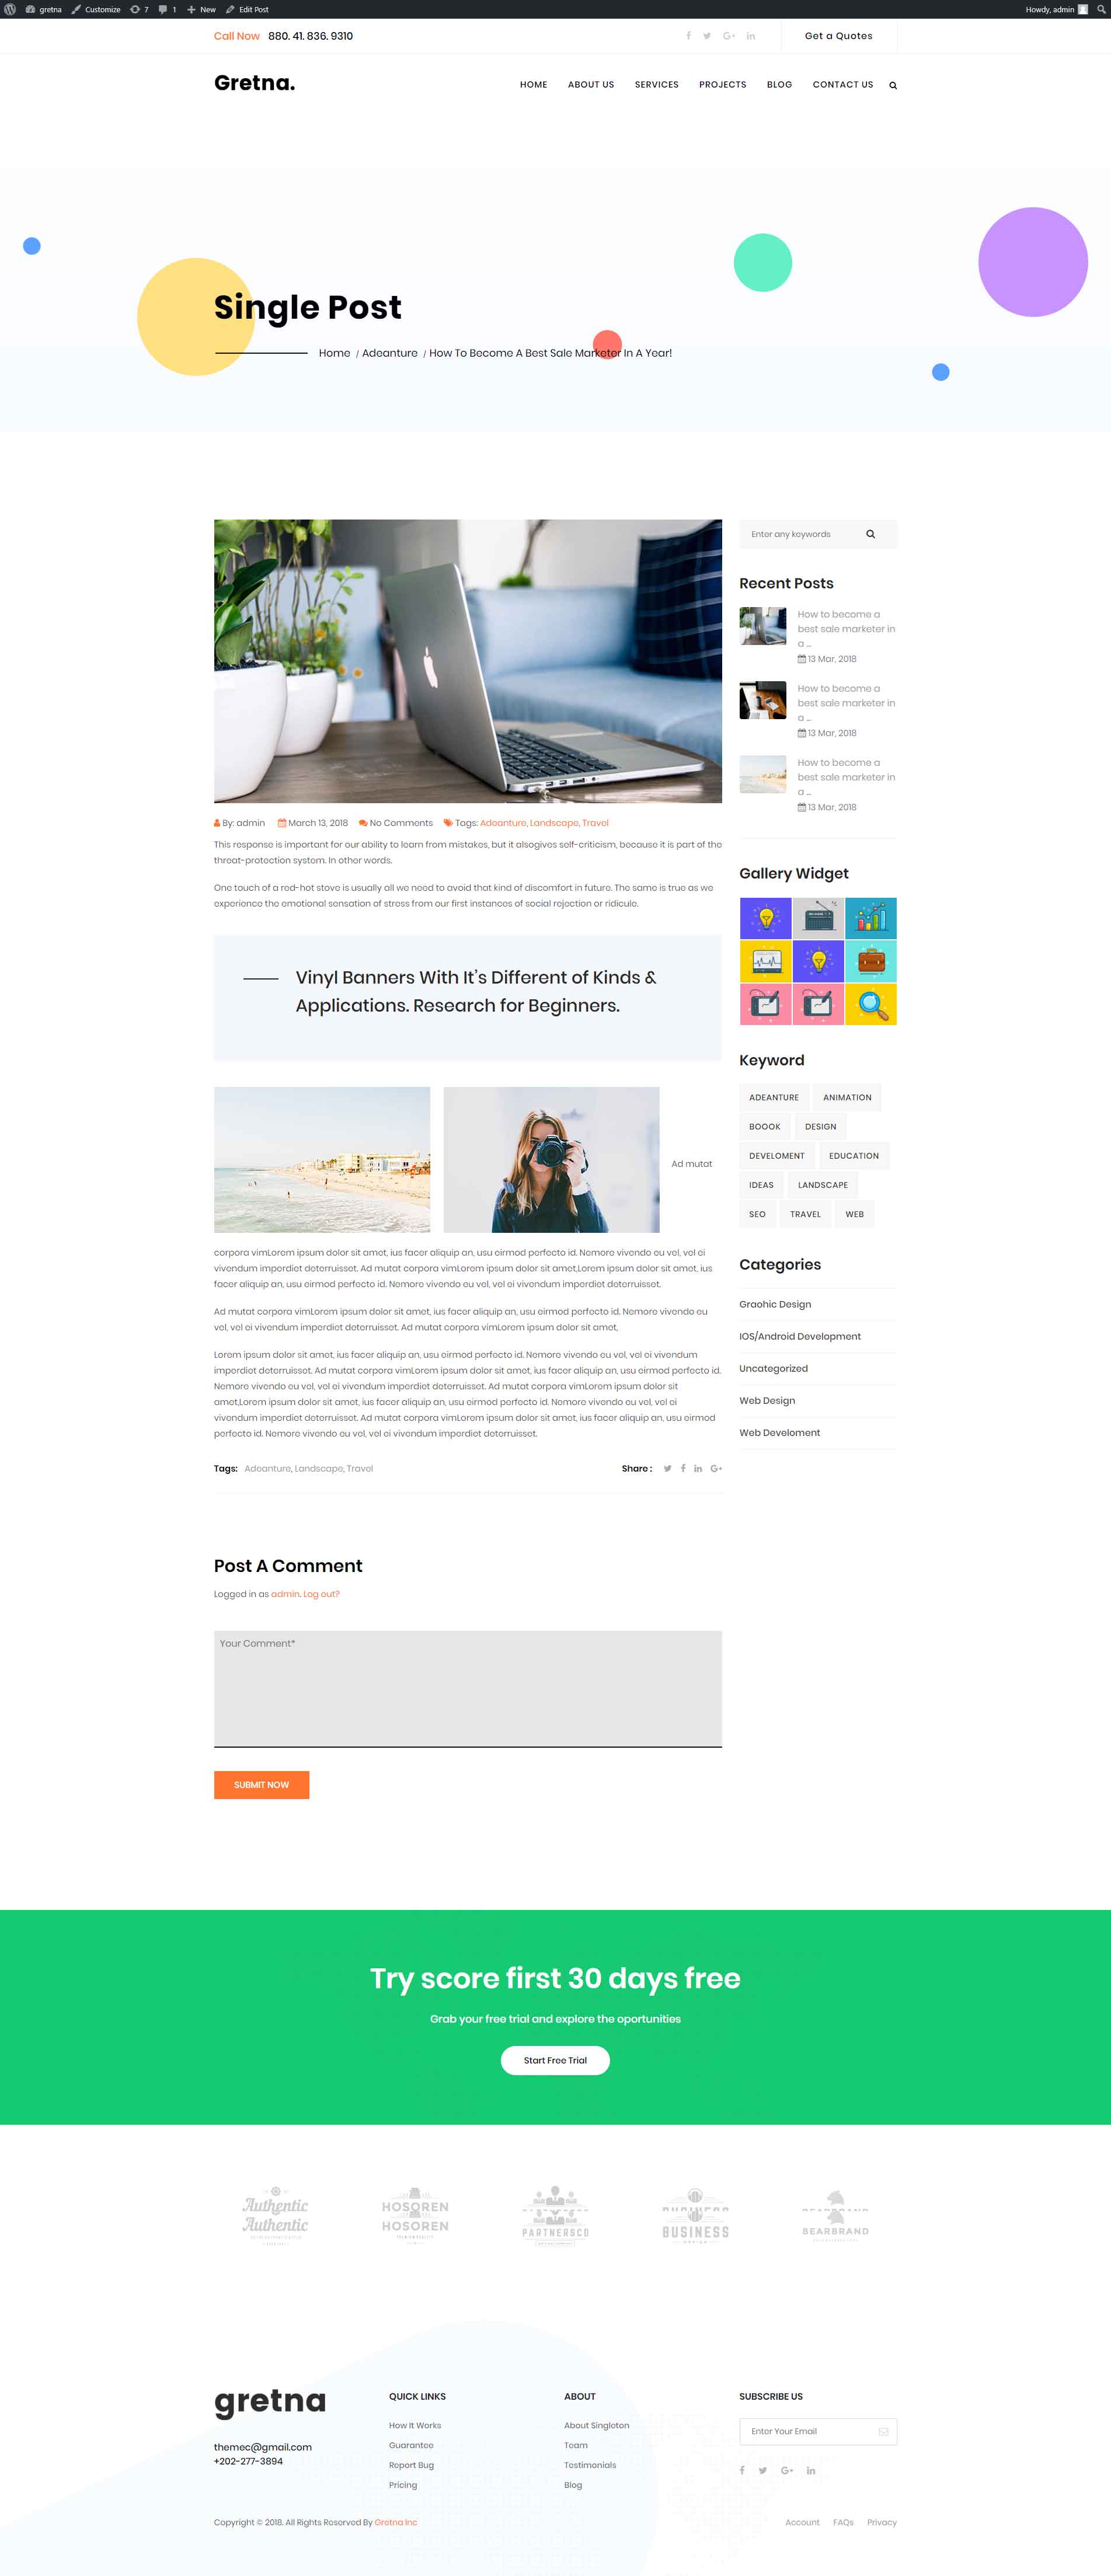 gretna Customize 7 1 New Edit Post Howdy, admin
Call Now 880. 41. 836. 9310 Get a Quotes
Gretna. HOME ABOUT US SERVICES PROJECTS BLOG CONTACT US
Single Post
Home / Adeanture / How To Become A Best Sale Marketer In A Year!
Enter any keywords
Recent Posts
How to become a
best sale marketer in
a ...
13 Mar, 2018
How to become a
best sale marketer in
a ...
13 Mar, 2018
How to become a
best sale marketer in
a ...
13 Mar, 2018
By: admin March 13, 2018 No Comments Tags: Adeanture, Landscape, Travel
This response is important for our ability to learn from mistakes, but it alsogives self-criticism, because it is part of the
threat-protection system. In other words.
One touch of a red-hot stove is usually all we need to avoid that kind of discomfort in future. The same is true as we
experience the emotional sensation of stress from our first instances of social rejection or ridicule.
Vinyl Banners With It's Different of Kinds &
Applications. Research for Beginners.
Ad mutat
corpora vimLorem ipsum dolor sit amet, ius facer aliquip an, usu eirmod perfecto id. Nemore vivendo eu vel, vel ei
vivendum imperdiet deterruisset. Ad mutat corpora vimLorem ipsum dolor sit amet,Lorem ipsum dolor sit amet, ius
facer aliquip an, usu eirmod perfecto id. Nemore vivendo eu vel, vel ei vivendum imperdiet deterruisset.
Ad mutat corpora vimLorem ipsum dolor sit amet, ius facer aliquip an, usu eirmod perfecto id. Nemore vivendo eu
vel, vel ei vivendum imperdiet deterruisset. Ad mutat corpora vimLorem ipsum dolor sit amet,
Lorem ipsum dolor sit amet, ius facer aliquip an, usu eirmod perfecto id. Nemore vivendo eu vel, vel ei vivendum
imperdiet deterruisset. Ad mutat corpora vimLorem ipsum dolor sit amet, ius facer aliquip an, usu eirmod perfecto id.
Nemore vivendo eu vel, vel ei vivendum imperdiet deterruisset. Ad mutat corpora vimLorem ipsum dolor sit
amet,Lorem ipsum dolor sit amet, ius facer aliquip an, usu eirmod perfecto id. Nemore vivendo eu vel, vel ei
vivendum imperdiet deterruisset. Ad mutat corpora vimLorem ipsum dolor sit amet, ius facer aliquip an, usu eirmod
perfecto id. Nemore vivendo eu vel, vel ei vivendum imperdiet deterruisset.
Tags: Adeanture, Landscape, Travel Share :
Gallery Widget
Keyword
ADEANTURE ANIMATION
BOOOK DESIGN
DEVELOMENT EDUCATION
IDEAS LANDSCAPE
SEO TRAVEL WEB
Categories
Graohic Design
IOS/Android Development
Uncategorized
Web Design
Web Develoment
Post A Comment
Logged in as admin. Log out?
Your Comment*
SUBMIT NOW
Try score first 30 days free
Grab your free trial and explore the oportunities
Start Free Trial
Authentic
Authentic
HOSOREN
HOSOREN
PARTNERSCO
BUSINESS
BEARBRAND
gretna
themec@gmail.com
+202-277-3894
QUICK LINKS
How It Works
Guarantee
Report Bug
Pricing
ABOUT
About Singleton
Team
Testimonials
Blog
SUBSCRIBE US
Enter Your Email
Copyright © 2018. All Rights Reserved By Gretna Inc Account FAQs Privacy